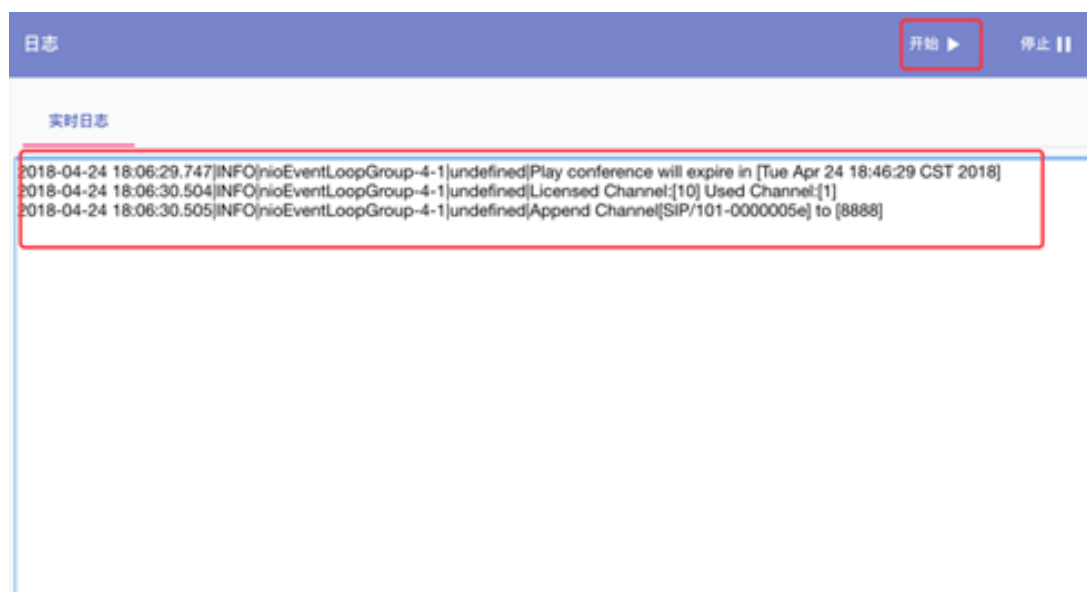 日志
开始 停止
实时日志
2018-04-24 18:06:29.747|INFO|nioEventLoopGroup-4-1|undefined|Play conference will expire in [Tue Apr 24 18:46:29 CST 2018]
2018-04-24 18:06:30.504|INFO|nioEventLoopGroup-4-1|undefined|Licensed Channel:[10] Used Channel:[1]
2018-04-24 18:06:30.505|INFO|nioEventLoopGroup-4-1|undefined|Append Channel[SIP/101-0000005e] to [8888]